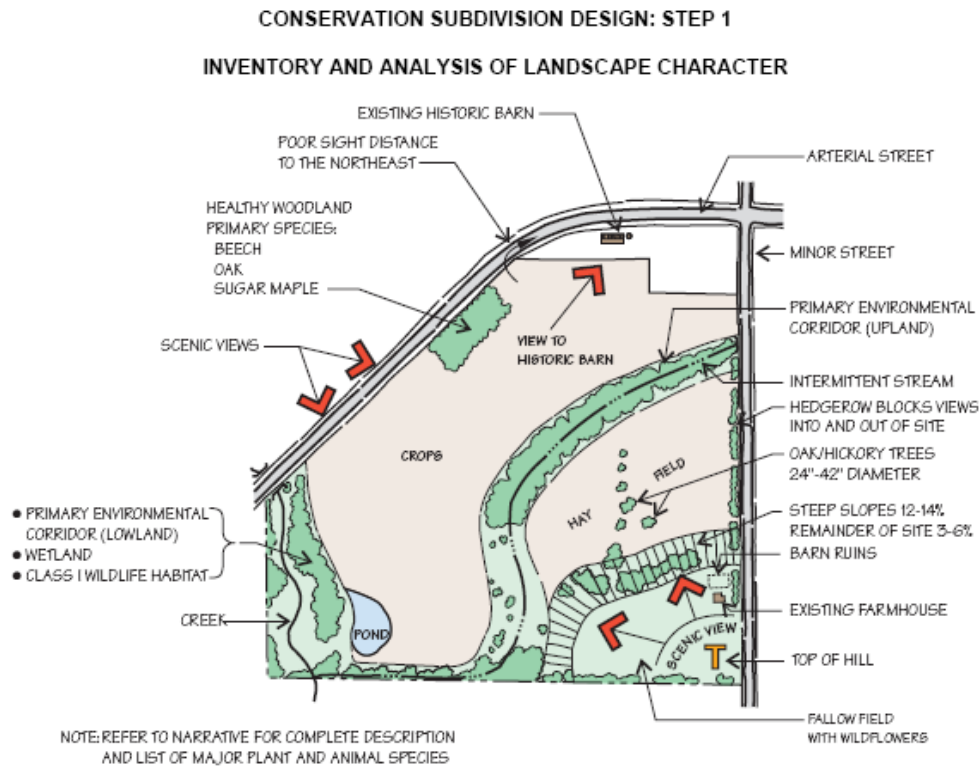 CONSERVATION SUBDIVISION DESIGN: STEP 1
INVENTORY AND ANALYSIS OF LANDSCAPE CHARACTER
EXISTING HISTORIC BARN
POOR SIGHT DISTANCE
TO THE NORTHEAST
ARTERIAL STREET
HEALTHY WOODLAND
PRIMARY SPECIES:
BEECH
OAK
SUGAR MAPLE
MINOR STREET
SCENIC VIEWS
VIEW TO
HISTORIC BARN
PRIMARY ENVIRONMENTAL
CORRIDOR (UPLAND)
INTERMITTENT STREAM
HEDGEROW BLOCKS VIEWS
INTO AND OUT OF SITE
CROPS
HAY FIELD
OAK/HICKORY TREES
24"-42" DIAMETER
STEEP SLOPES 12-14%
REMAINDER OF SITE 3-6%
BARN RUINS
• PRIMARY ENVIRONMENTAL
CORRIDOR (LOWLAND)
• WETLAND
• CLASS I WILDLIFE HABITAT
CREEK
POND
EXISTING FARMHOUSE
SCENIC VIEW
T
TOP OF HILL
FALLOW FIELD
WITH WILDFLOWERS
NOTE: REFER TO NARRATIVE FOR COMPLETE DESCRIPTION
AND LIST OF MAJOR PLANT AND ANIMAL SPECIES